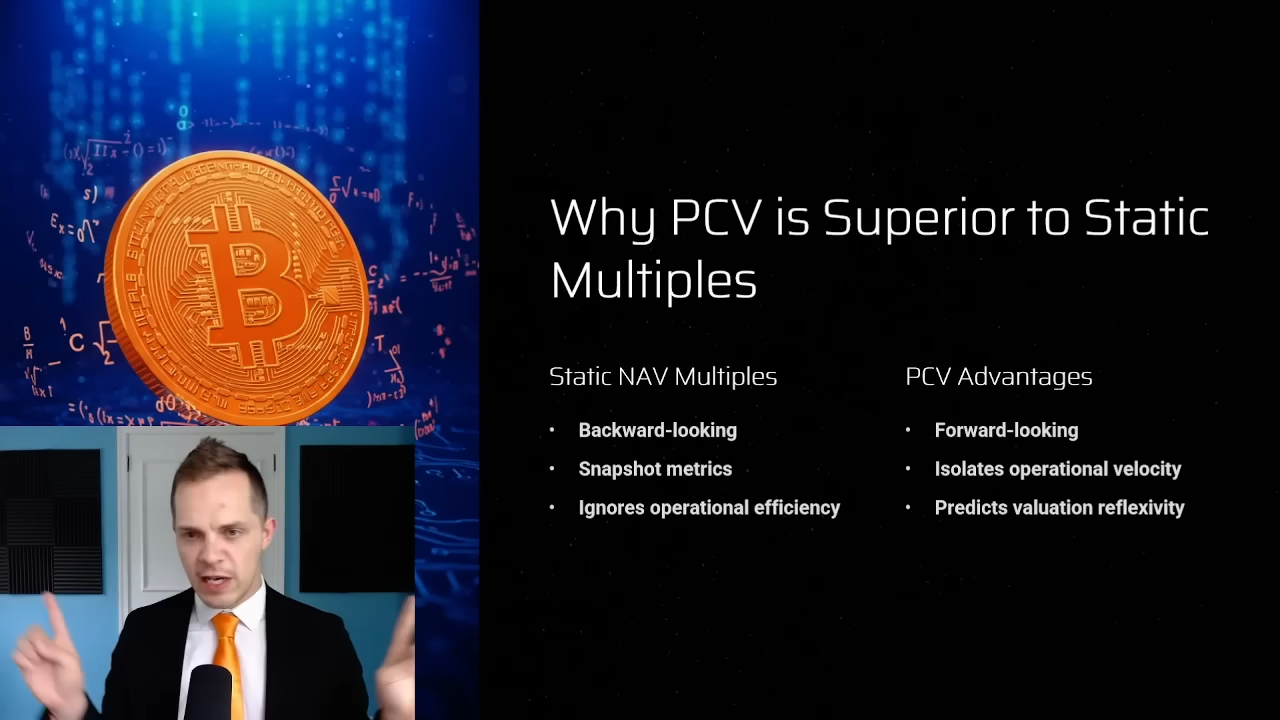 Why PCV is Superior to Static
Multiples
Static NAV Multiples
• Backward-looking
• Snapshot metrics
• Ignores operational efficiency
PCV Advantages
• Forward-looking
• Isolates operational velocity
• Predicts valuation reflexivity